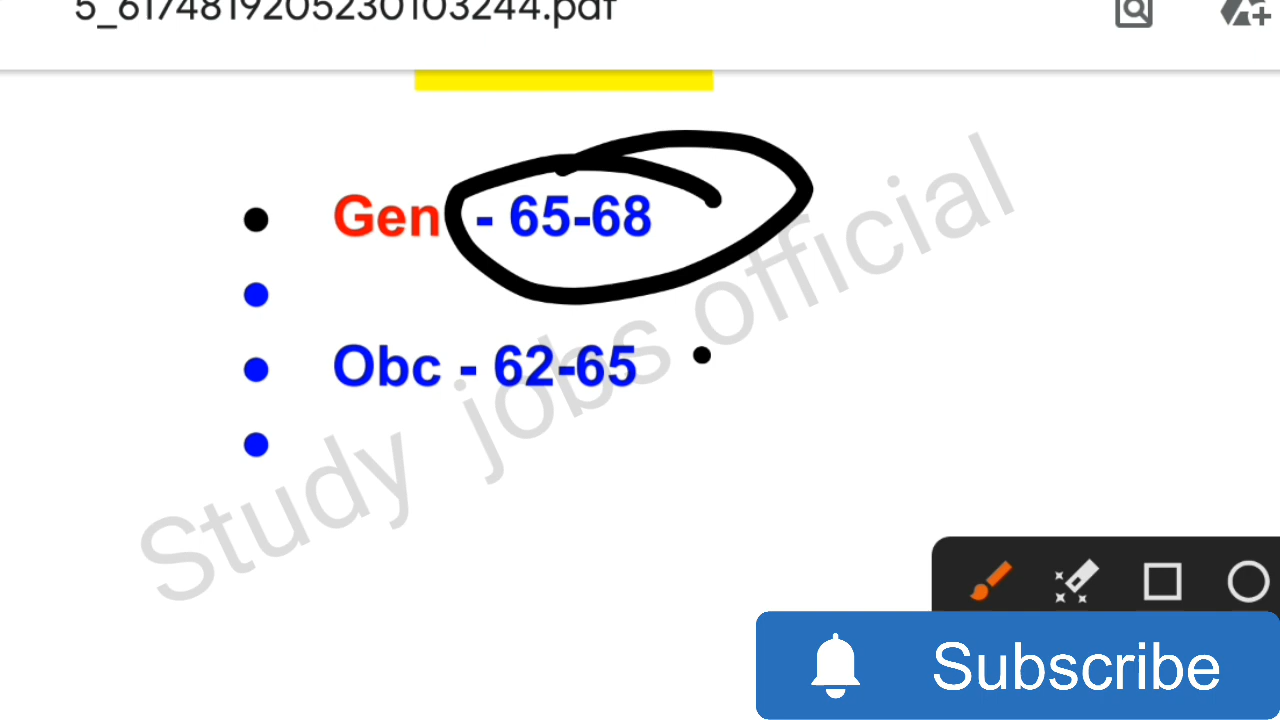 5_6174819205230103244.pdf
Gen - 65-68
Obc - 62-65
Study jobs official
Subscribe